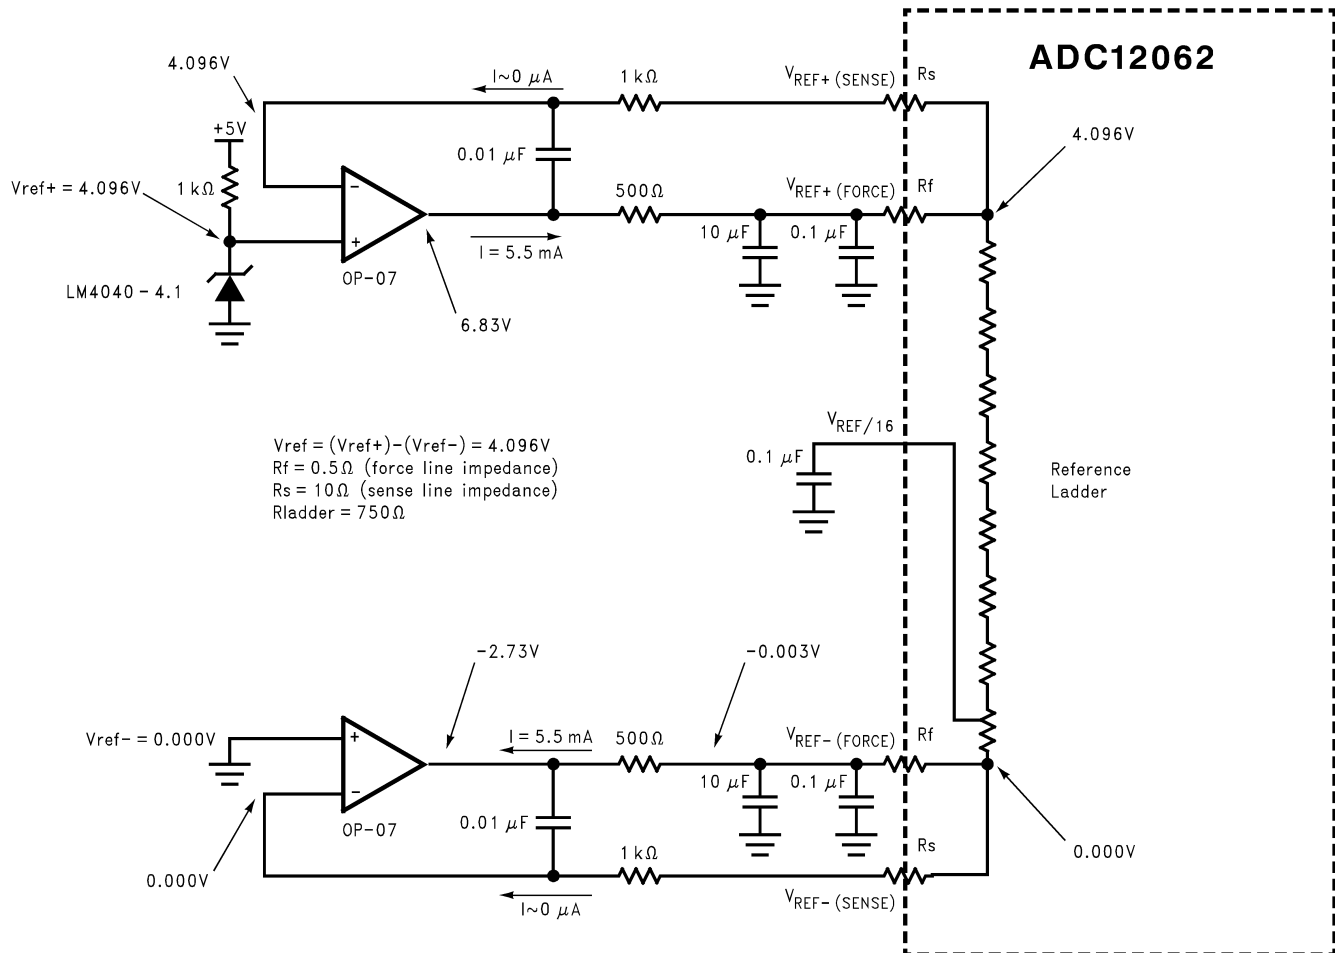 ADC12062
4.096V
I~0 μA
1 kΩ
VREF+ (SENSE)
Rs
+5V
4.096V
0.01 μF
1 kΩ
Vref+ = 4.096V
−
500Ω
VREF+ (FORCE)
Rf
10 μF
0.1 μF
+
I = 5.5 mA
OP-07
LM4040-4.1
6.83V
VREF/16
Vref = (Vref+)-(Vref-) = 4.096V
0.1 μF
Rf = 0.5Ω (force line impedance)
Rs = 10Ω (sense line impedance)
Rladder = 750Ω
Reference
Ladder
-2.73V
-0.003V
Vref- = 0.000V
+
I = 5.5 mA
500Ω
VREF- (FORCE)
Rf
10 μF
0.1 μF
−
OP-07
0.01 μF
1 kΩ
Rs
0.000V
0.000V
I~0 μA
VREF- (SENSE)